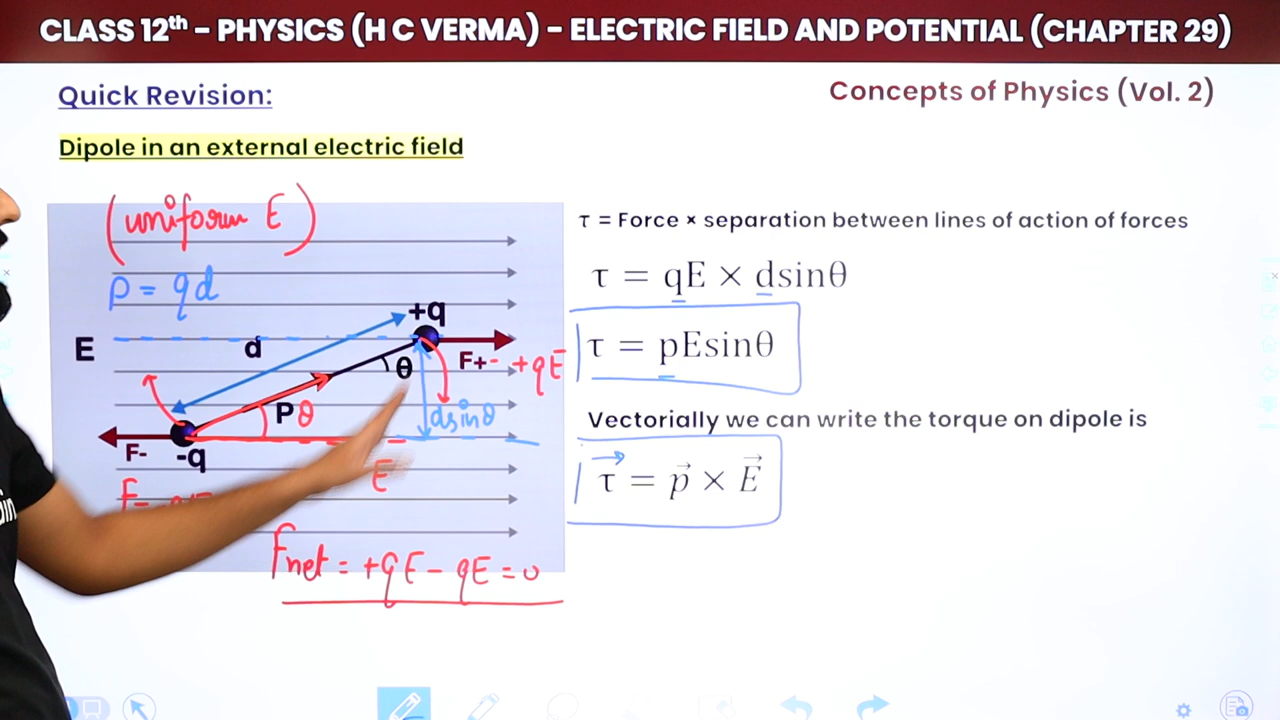 CLASS 12th – PHYSICS (H C VERMA) – ELECTRIC FIELD AND POTENTIAL (CHAPTER 29)
Quick Revision:
Concepts of Physics (Vol. 2)
Dipole in an external electric field
(uniform E)
τ = Force × separation between lines of action of forces
p = qd
τ = qE × dsinθ
+q
E
d
θ
F+
+qE
τ = pEsinθ
P
θ
dsinθ
Vectorially we can write the torque on dipole is
F-
-q
E
τ⃗ = p⃗ × E⃗
Fnet = +qE - qE = 0